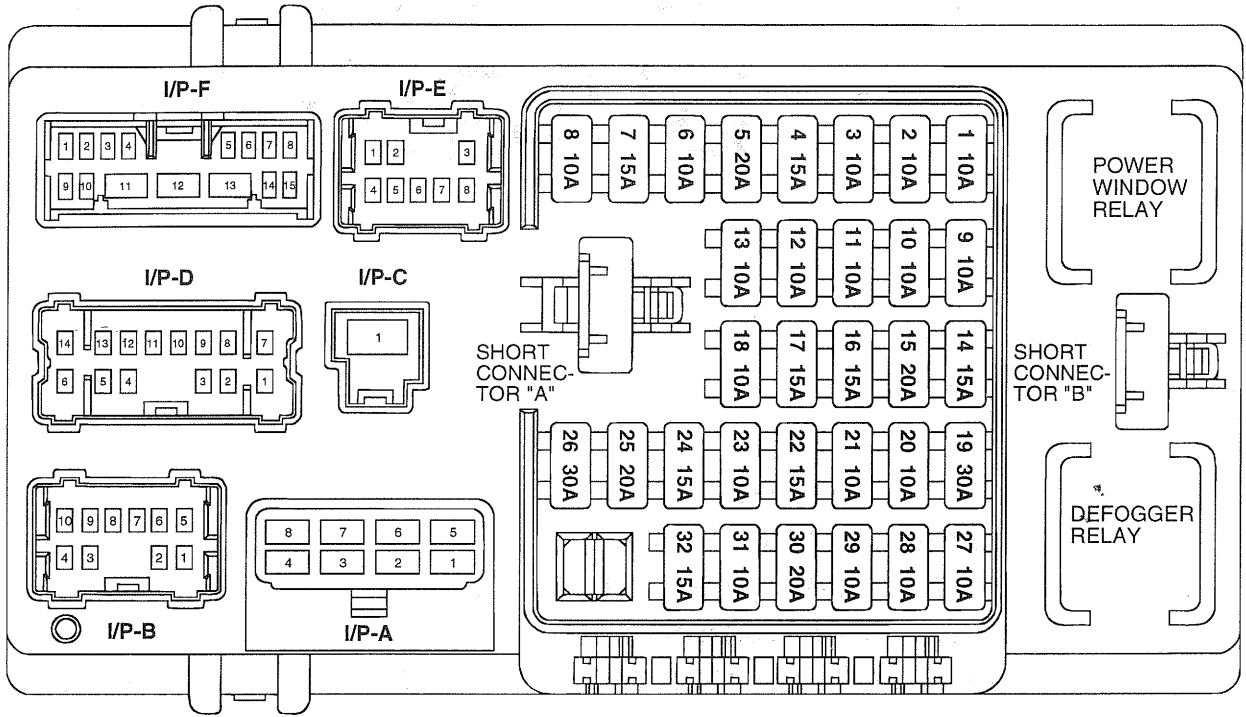 I/P-F
1 2 3 4 5 6 7 8
9 10 11 12 13 14 15
I/P-E
1 2 3
4 5 6 7 8
I/P-D
14 13 12 11 10 9 8 7
6 5 4 3 2 1
I/P-C
1
10 9 8 7 6 5
4 3 2 1
I/P-B
8 7 6 5
4 3 2 1
I/P-A
SHORT
CONNEC-
TOR "A"
8 10A
7 15A
6 10A
5 20A
4 15A
3 10A
2 10A
1 10A
13 10A
12 10A
11 10A
10 10A
9 10A
18 10A
17 15A
16 15A
15 20A
14 15A
26 30A
25 20A
24 15A
23 10A
22 15A
21 10A
20 10A
19 30A
32 15A
31 10A
30 20A
29 10A
28 10A
27 10A
POWER
WINDOW
RELAY
SHORT
CONNEC-
TOR "B"
DEFOGGER
RELAY